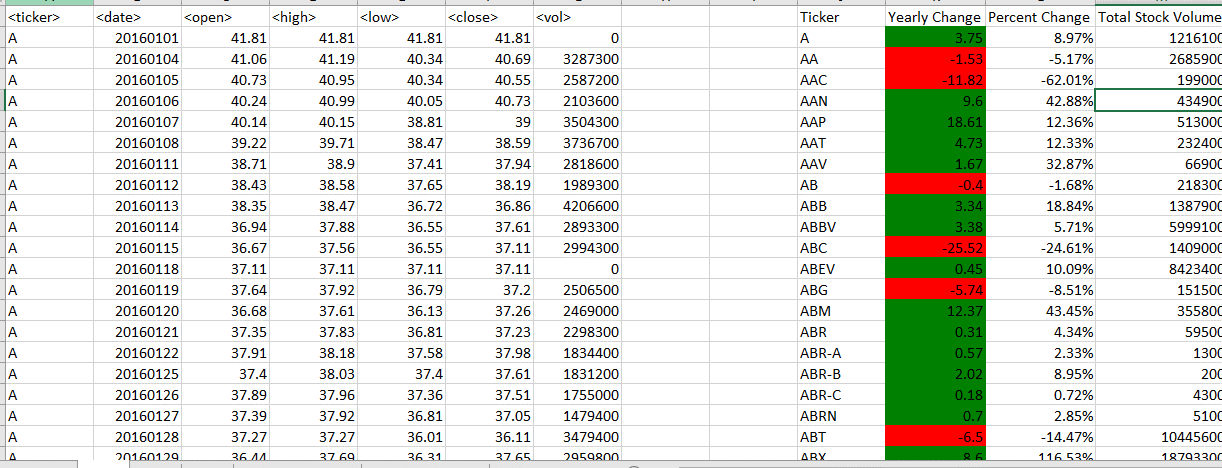 <ticker> <date> <open> <high> <low> <close> <vol> Ticker Yearly Change Percent Change Total Stock Volume
A 20160101 41.81 41.81 41.81 41.81 0 A 3.75 8.97% 1216100
A 20160104 41.06 41.19 40.34 40.69 3287300 AA -1.53 -5.17% 2685900
A 20160105 40.73 40.95 40.34 40.55 2587200 AAC -11.82 -62.01% 199000
A 20160106 40.24 40.99 40.05 40.73 2103600 AAN 9.6 42.88% 434900
A 20160107 40.14 40.15 38.81 39 3504300 AAP 18.61 12.36% 513000
A 20160108 39.22 39.71 38.47 38.59 3736700 AAT 4.73 12.33% 232400
A 20160111 38.71 38.9 37.41 37.94 2818600 AAV 1.67 32.87% 66900
A 20160112 38.43 38.58 37.65 38.19 1989300 AB -0.4 -1.68% 218300
A 20160113 38.35 38.47 36.72 36.86 4206600 ABB 3.34 18.84% 1387900
A 20160114 36.94 37.88 36.55 37.61 2893300 ABBV 3.38 5.71% 5999100
A 20160115 36.67 37.56 36.55 37.11 2994300 ABC -25.52 -24.61% 1409000
A 20160118 37.11 37.11 37.11 37.11 0 ABEV 0.45 10.09% 8423400
A 20160119 37.64 37.92 36.79 37.2 2506500 ABG -5.74 -8.51% 151500
A 20160120 36.68 37.61 36.13 37.26 2469000 ABM 12.37 43.45% 355800
A 20160121 37.35 37.83 36.81 37.23 2298300 ABR 0.31 4.34% 59500
A 20160122 37.91 38.18 37.58 37.98 1834400 ABR-A 0.57 2.33% 1300
A 20160125 37.4 38.03 37.4 37.61 1831200 ABR-B 2.02 8.95% 200
A 20160126 37.89 37.96 37.36 37.51 1755000 ABR-C 0.18 0.72% 4300
A 20160127 37.39 37.92 36.81 37.05 1479400 ABRN 0.7 2.85% 5100
A 20160128 37.27 37.27 36.01 36.11 3479400 ABT -6.5 -14.47% 10445600
A 20160129 36.44 37.69 36.31 37.65 2959800 ABX 8.6 116.53% 18793300